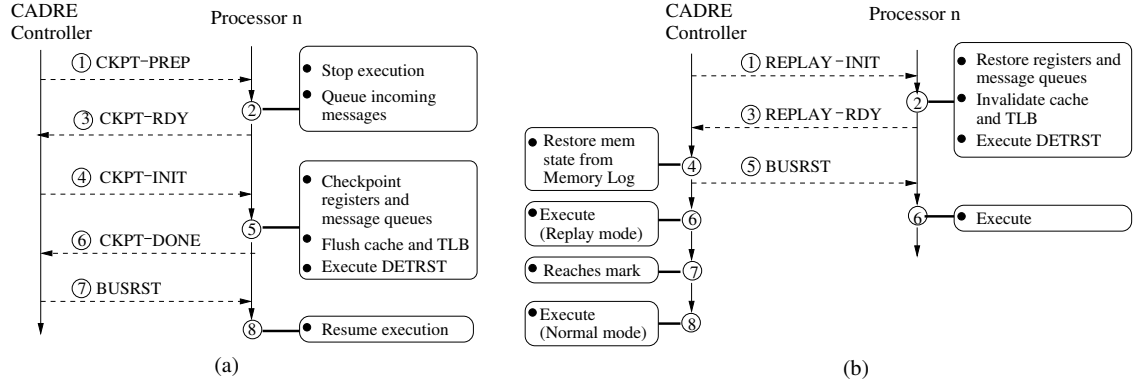 CADRE
Controller
Processor n
① CKPT-PREP
● Stop execution
● Queue incoming
messages
②
③ CKPT-RDY
④ CKPT-INIT
● Checkpoint
registers and
message queues
● Flush cache and TLB
● Execute DETRST
⑤
⑥ CKPT-DONE
⑦ BUSRST
⑧
● Resume execution
(a)
CADRE
Controller
Processor n
① REPLAY-INIT
● Restore registers and
message queues
● Invalidate cache
and TLB
● Execute DETRST
②
③ REPLAY-RDY
● Restore mem
state from
Memory Log
④
⑤ BUSRST
● Execute
(Replay mode)
⑥
⑥
● Execute
● Reaches mark
⑦
● Execute
(Normal mode)
⑧
(b)